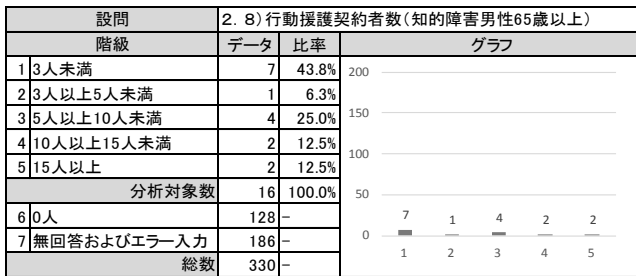 設問 2．8）行動援護契約者数（知的障害男性65歳以上）
階級 データ 比率 グラフ
1 3人未満 7 43.8%
2 3人以上5人未満 1 6.3%
3 5人以上10人未満 4 25.0%
4 10人以上15人未満 2 12.5%
5 15人以上 2 12.5%
分析対象数 16 100.0%
6 0人 128 −
7 無回答およびエラー入力 186 −
総数 330 −
200
150
100
50
0
7 1 4 2 2
1 2 3 4 5